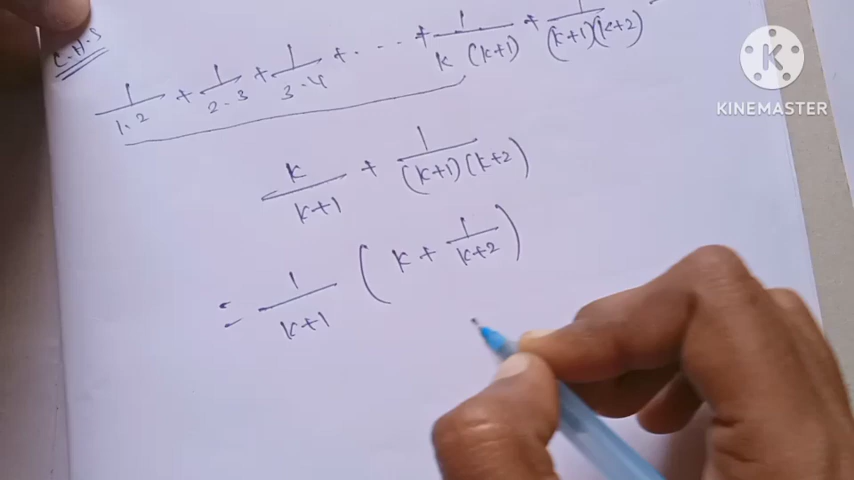 L.H.S
1/1.2 + 1/2.3 + 1/3.4 + ... + 1/k (k+1) + 1/(k+1)(k+2)
k/k+1 + 1/(k+1)(k+2)
= 1/k+1 (k + 1/k+2)
K
KINEMASTER